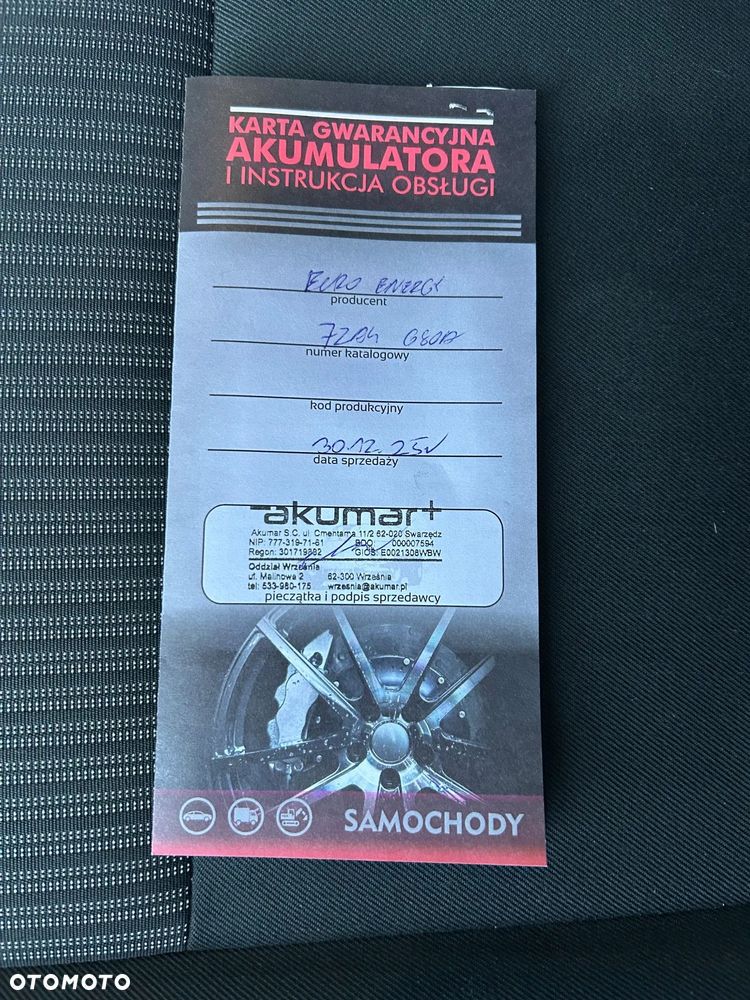 KARTA GWARANCYJNA
AKUMULATORA
I INSTRUKCJA OBSŁUGI
EURO ENERGY
producent
72Ah 680A
numer katalogowy
kod produkcyjny
30.12.25
data sprzedaży
akumar+
Akumar S.C. ul. Cmentarna 11/2 62-020 Swarzędz
NIP: 777-319-71-61 BDO: 000007594
Regon: 301719892 GIOŚ: E0021308WBW
Oddział Września
ul. Malinowa 2 62-300 Września
tel: 533-980-175 wrzesnia@akumar.pl
pieczątka i podpis sprzedawcy
SAMOCHODY
OTOMOTO